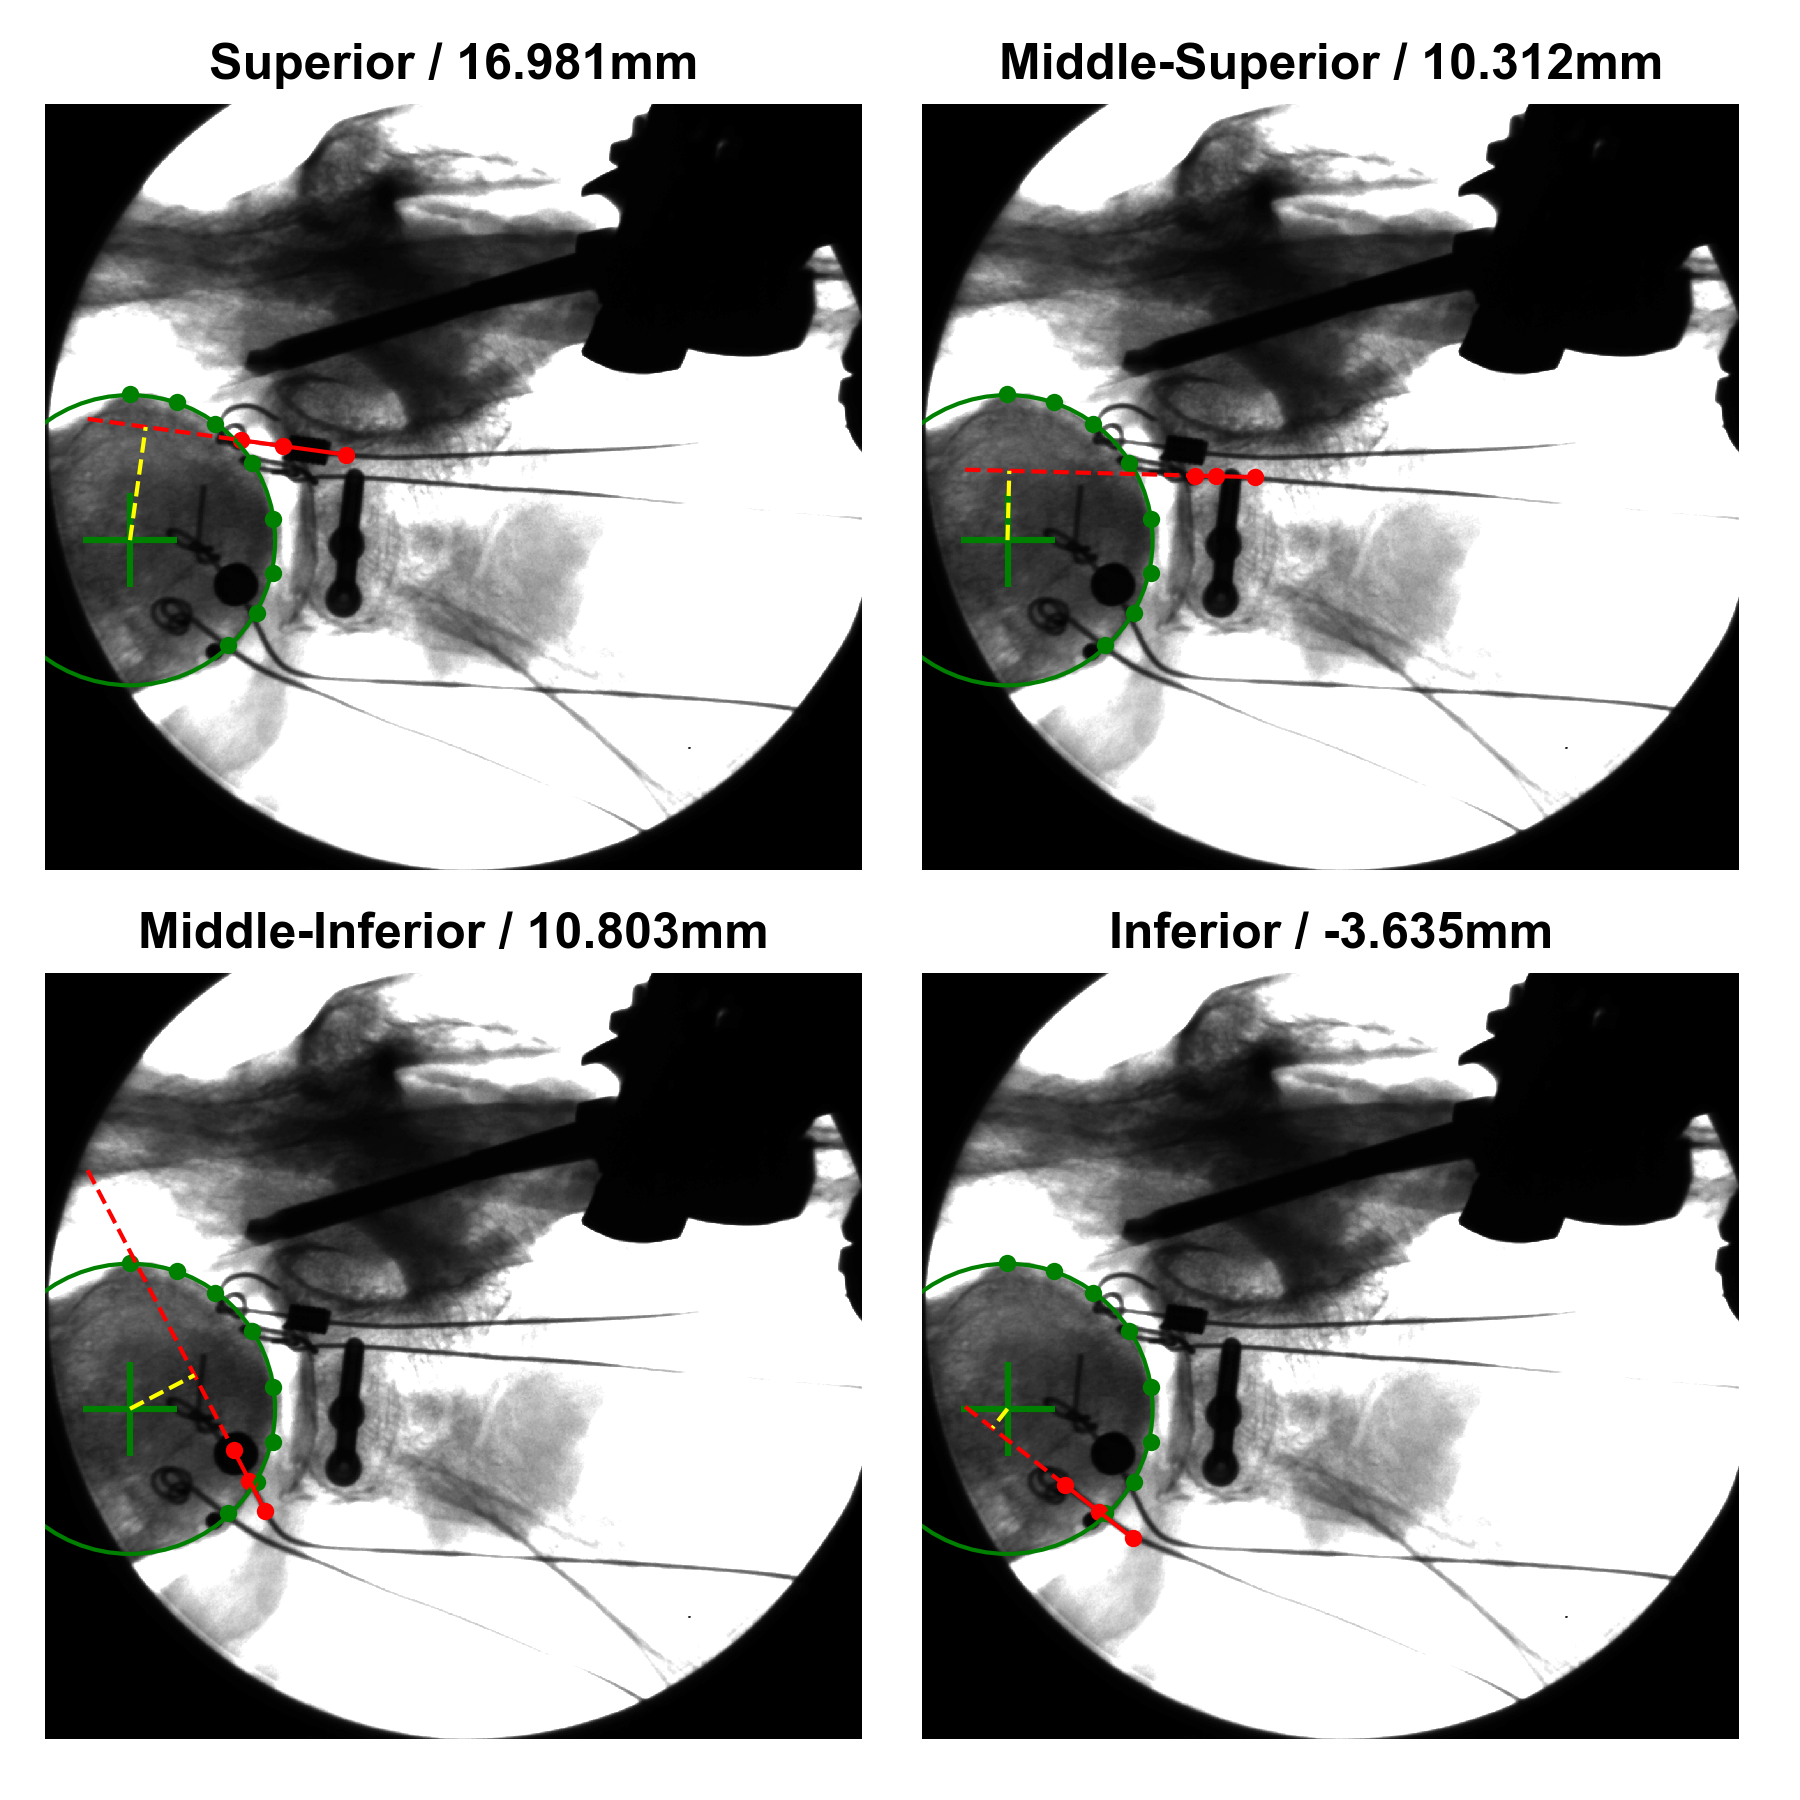 Superior / 16.981mm
Middle-Superior / 10.312mm
Middle-Inferior / 10.803mm
Inferior / -3.635mm